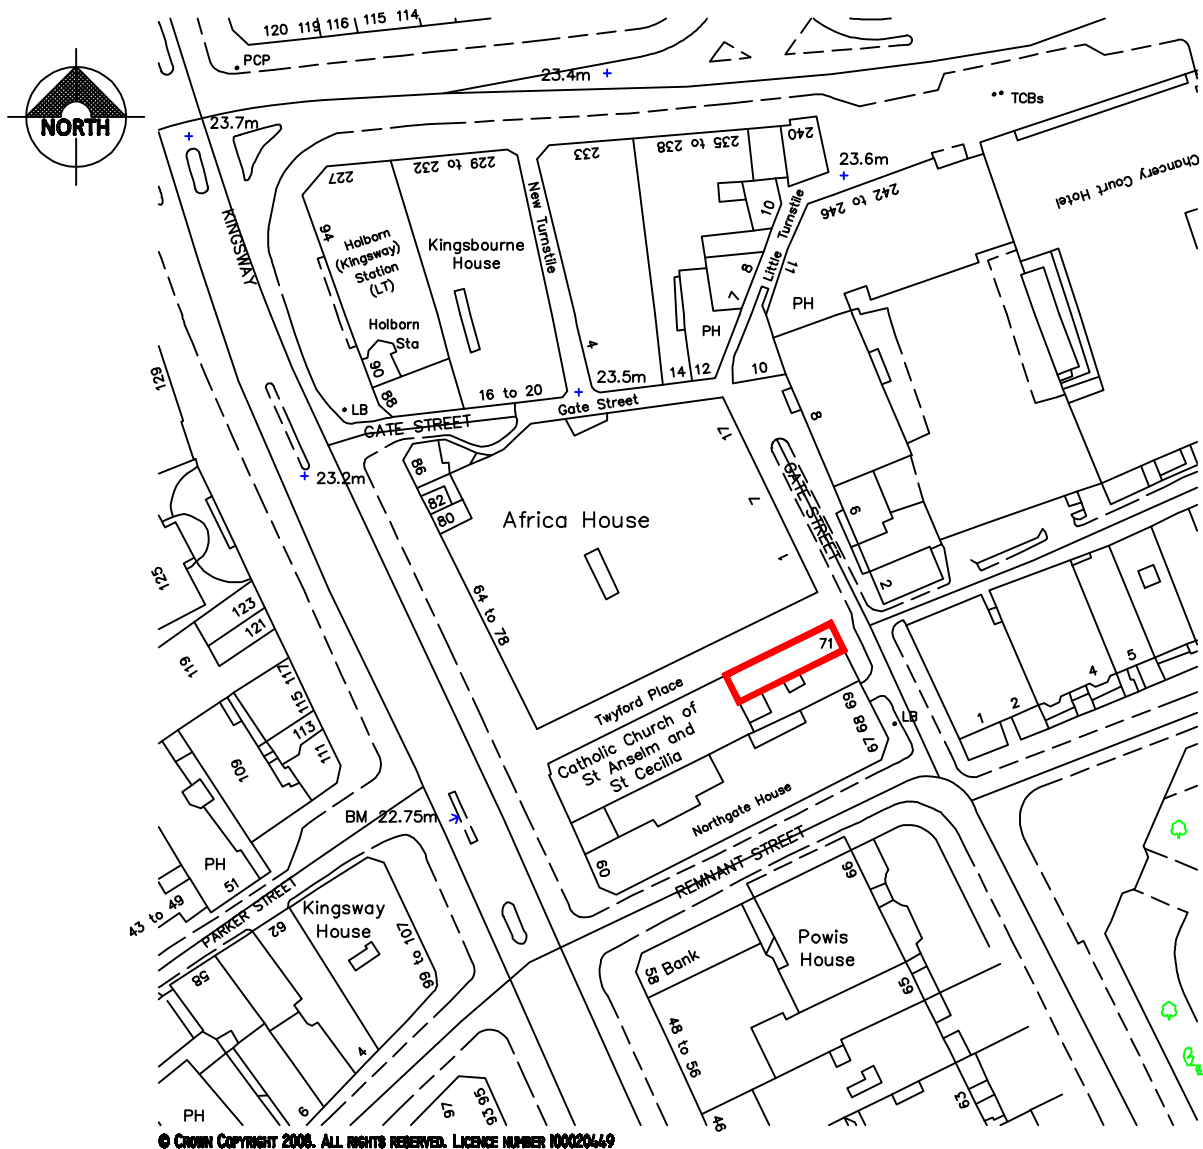 120 119 116 115 114
PCP
23.4m
TCBs
NORTH
23.7m
227
229 to 232
233
235 to 238
240
23.6m
242 to 246
Chancery Court Hotel
KINGSWAY
94
Holborn
(Kingsway)
Station
(LT)
Kingsbourne
House
New Turnstile
10
Little Turnstile
8
7
11
PH
PH
Holborn
Sta
90
88
4
14 12
10
129
LB
16 to 20
23.5m
Gate Street
GATE STREET
17
8
86
82
80
23.2m
Africa House
7
GATE STREET
6
1
2
125
123
121
64 to 78
119
117
115
113
111
109
71
Twyford Place
69
68
67
LB
1
2
4
5
Catholic Church of
St Anselm and
St Cecilia
Northgate House
BM 22.75m
REMNANT STREET
60
66
PH
51
43 to 49
PARKER STREET
62
58
Kingsway
House
99 to 107
Bank
58
Powis
House
65
48 to 56
4
6
PH
97
93 95
46
63
© Crown Copyright 2008. All rights reserved. Licence number 100020449